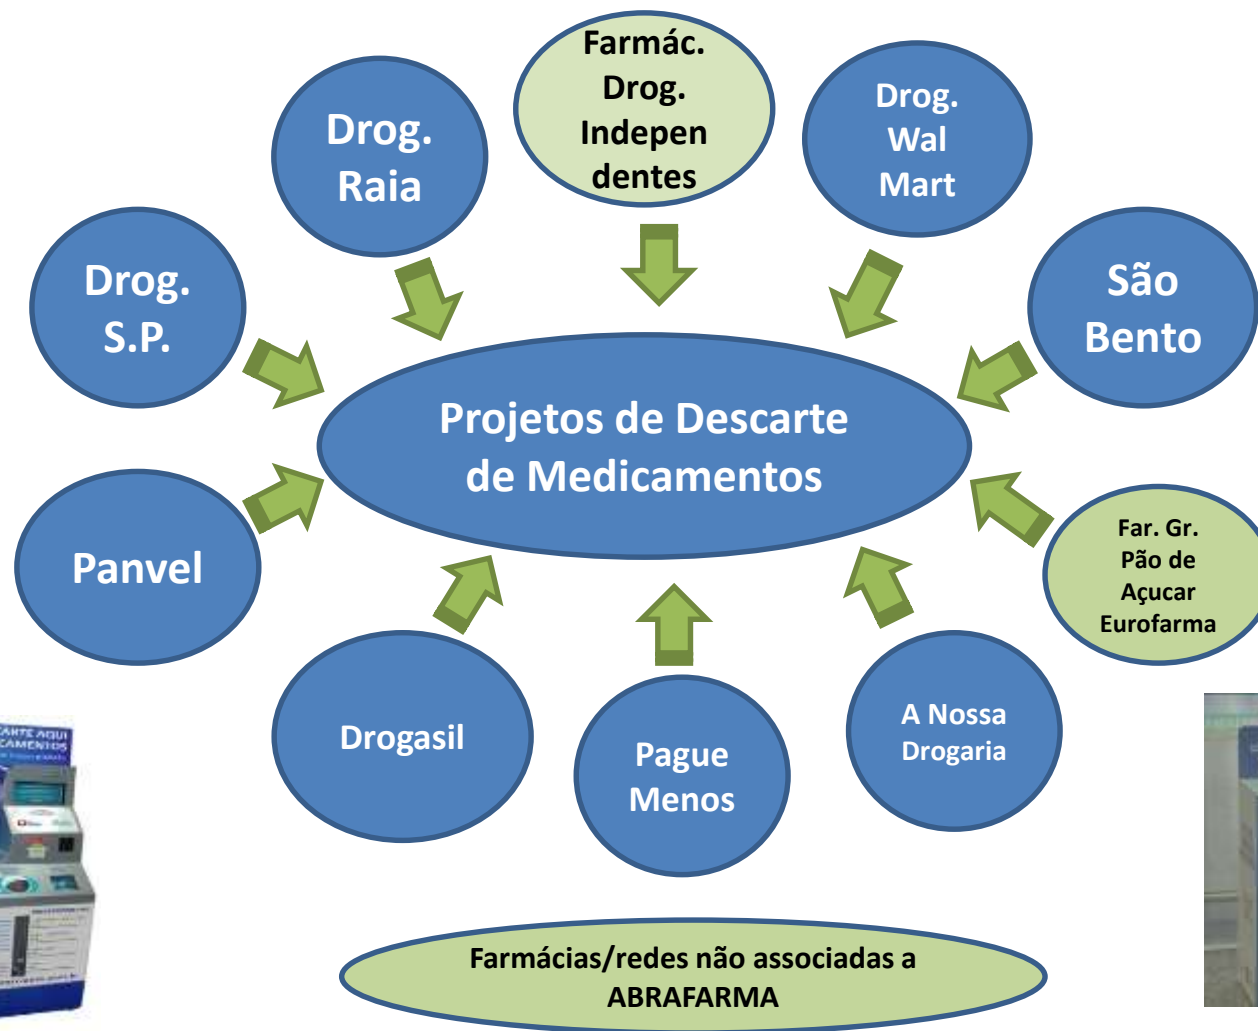 Farmác.
Drog.
Indepen
dentes
Drog.
Raia
Drog.
Wal
Mart
Drog.
S.P.
São
Bento
Projetos de Descarte
de Medicamentos
Panvel
Far. Gr.
Pão de
Açucar
Eurofarma
Drogasil
Pague
Menos
A Nossa
Drogaria
AQUI
Farmácias/redes não associadas a
ABRAFARMA